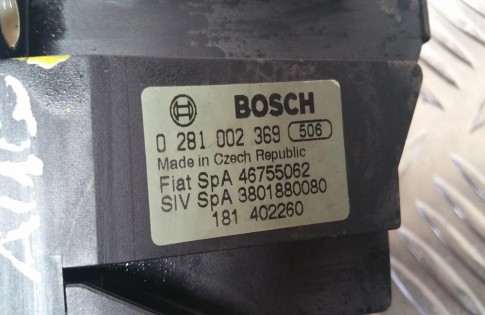 BOSCH
0 281 002 369 506
Made in Czech Republic
Fiat SpA 46755062
SIV SpA 3801880080
181 402260